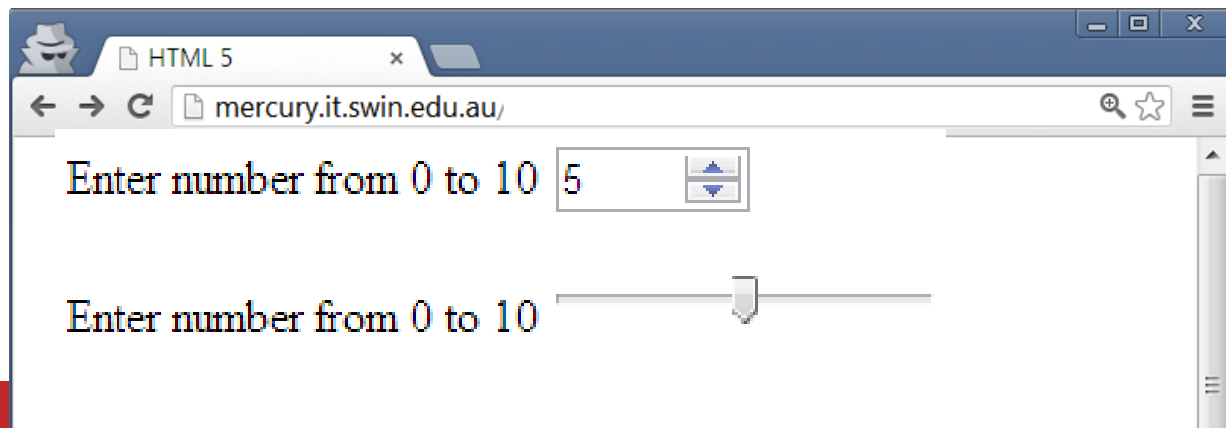 HTML 5
mercury.it.swin.edu.au/
Enter number from 0 to 10 5
Enter number from 0 to 10